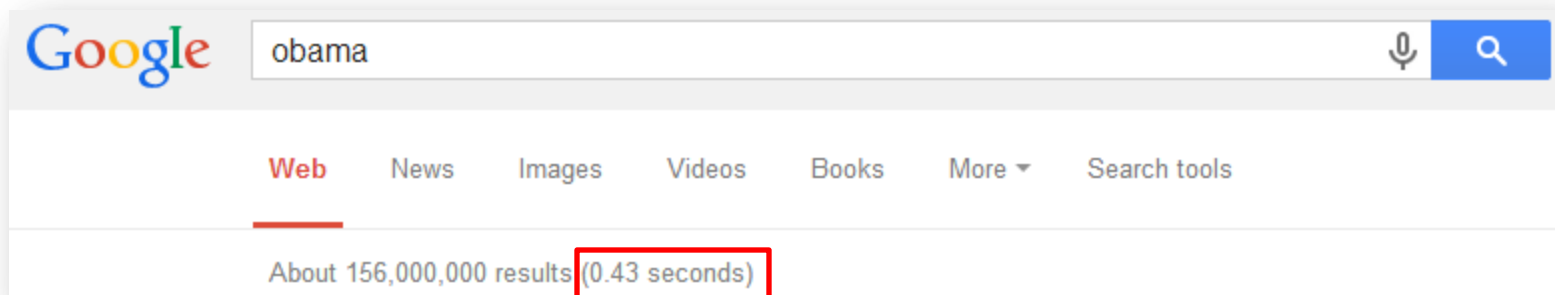 Google obama
Web News Images Videos Books More Search tools
About 156,000,000 results (0.43 seconds)